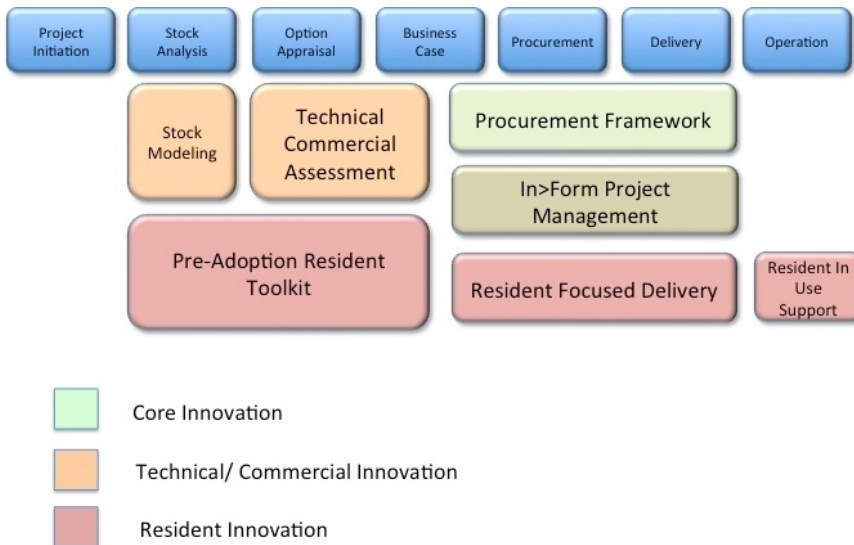 Project
Initiation
Stock
Analysis
Option
Appraisal
Business
Case
Procurement
Delivery
Operation
Stock
Modeling
Technical
Commercial
Assessment
Procurement Framework
In>Form Project
Management
Pre-Adoption Resident
Toolkit
Resident Focused Delivery
Resident In
Use
Support
Core Innovation
Technical/ Commercial Innovation
Resident Innovation